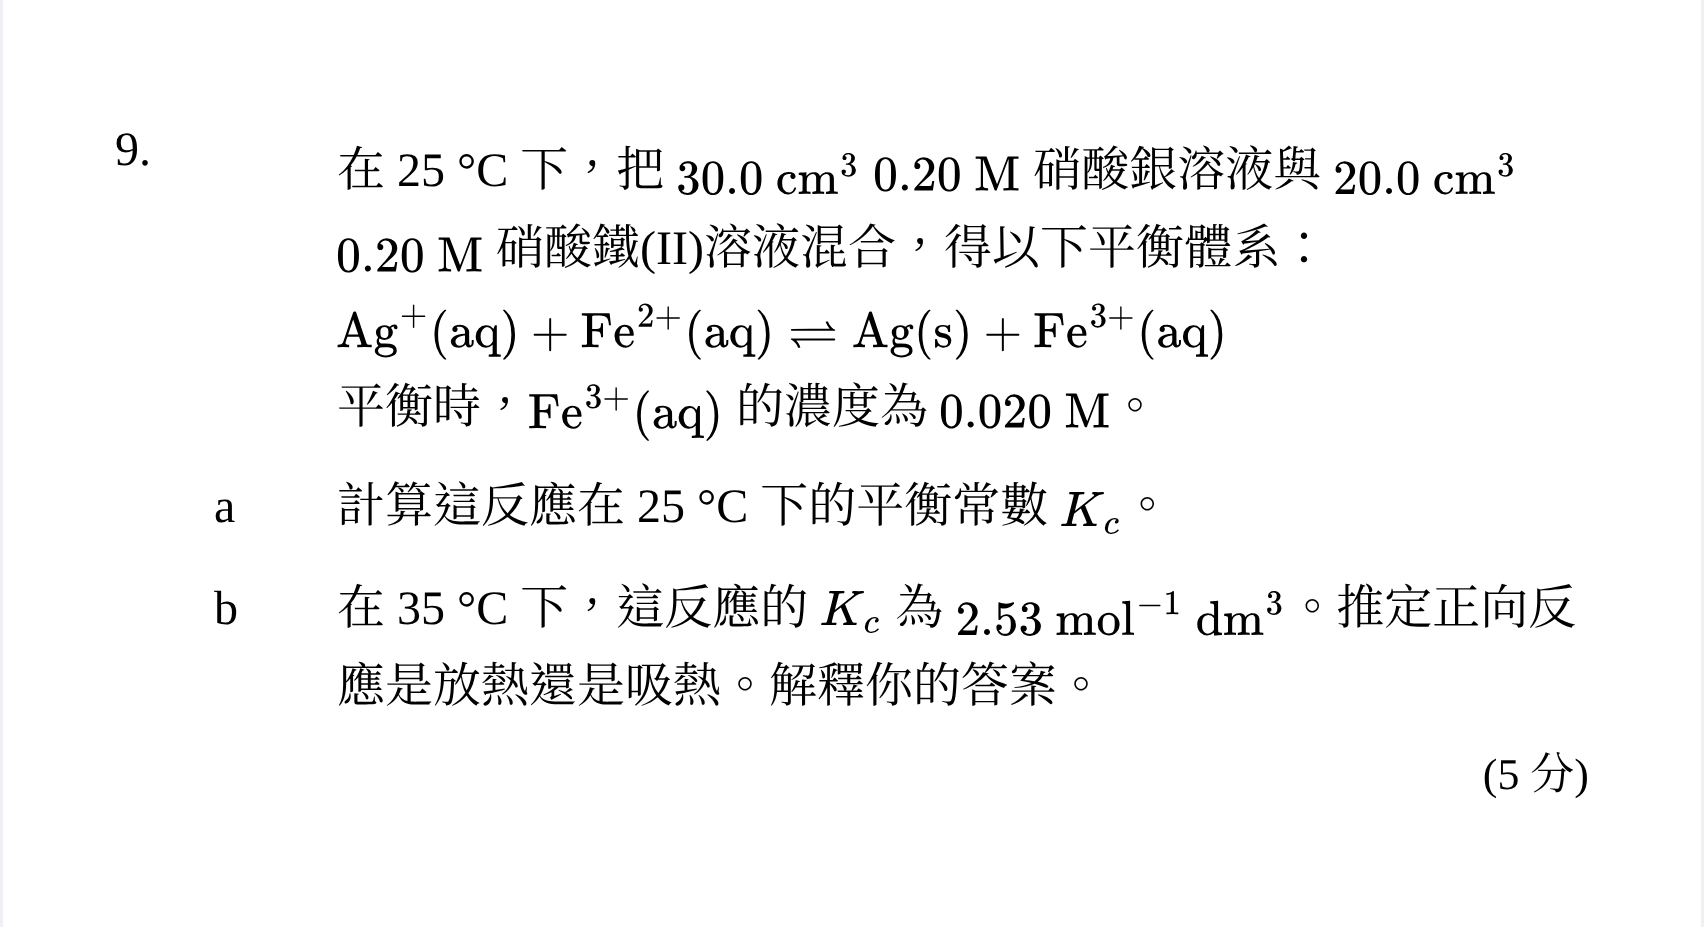 9. 在 25 °C 下，把 30.0 cm³ 0.20 M 硝酸銀溶液與 20.0 cm³
0.20 M 硝酸鐵(II)溶液混合，得以下平衡體系：
Ag⁺(aq) + Fe²⁺(aq) ⇌ Ag(s) + Fe³⁺(aq)
平衡時，Fe³⁺(aq) 的濃度為 0.020 M。
a 計算這反應在 25 °C 下的平衡常數 K꜀。
b 在 35 °C 下，這反應的 K꜀ 為 2.53 mol⁻¹ dm³。推定正向反
應是放熱還是吸熱。解釋你的答案。
(5 分)